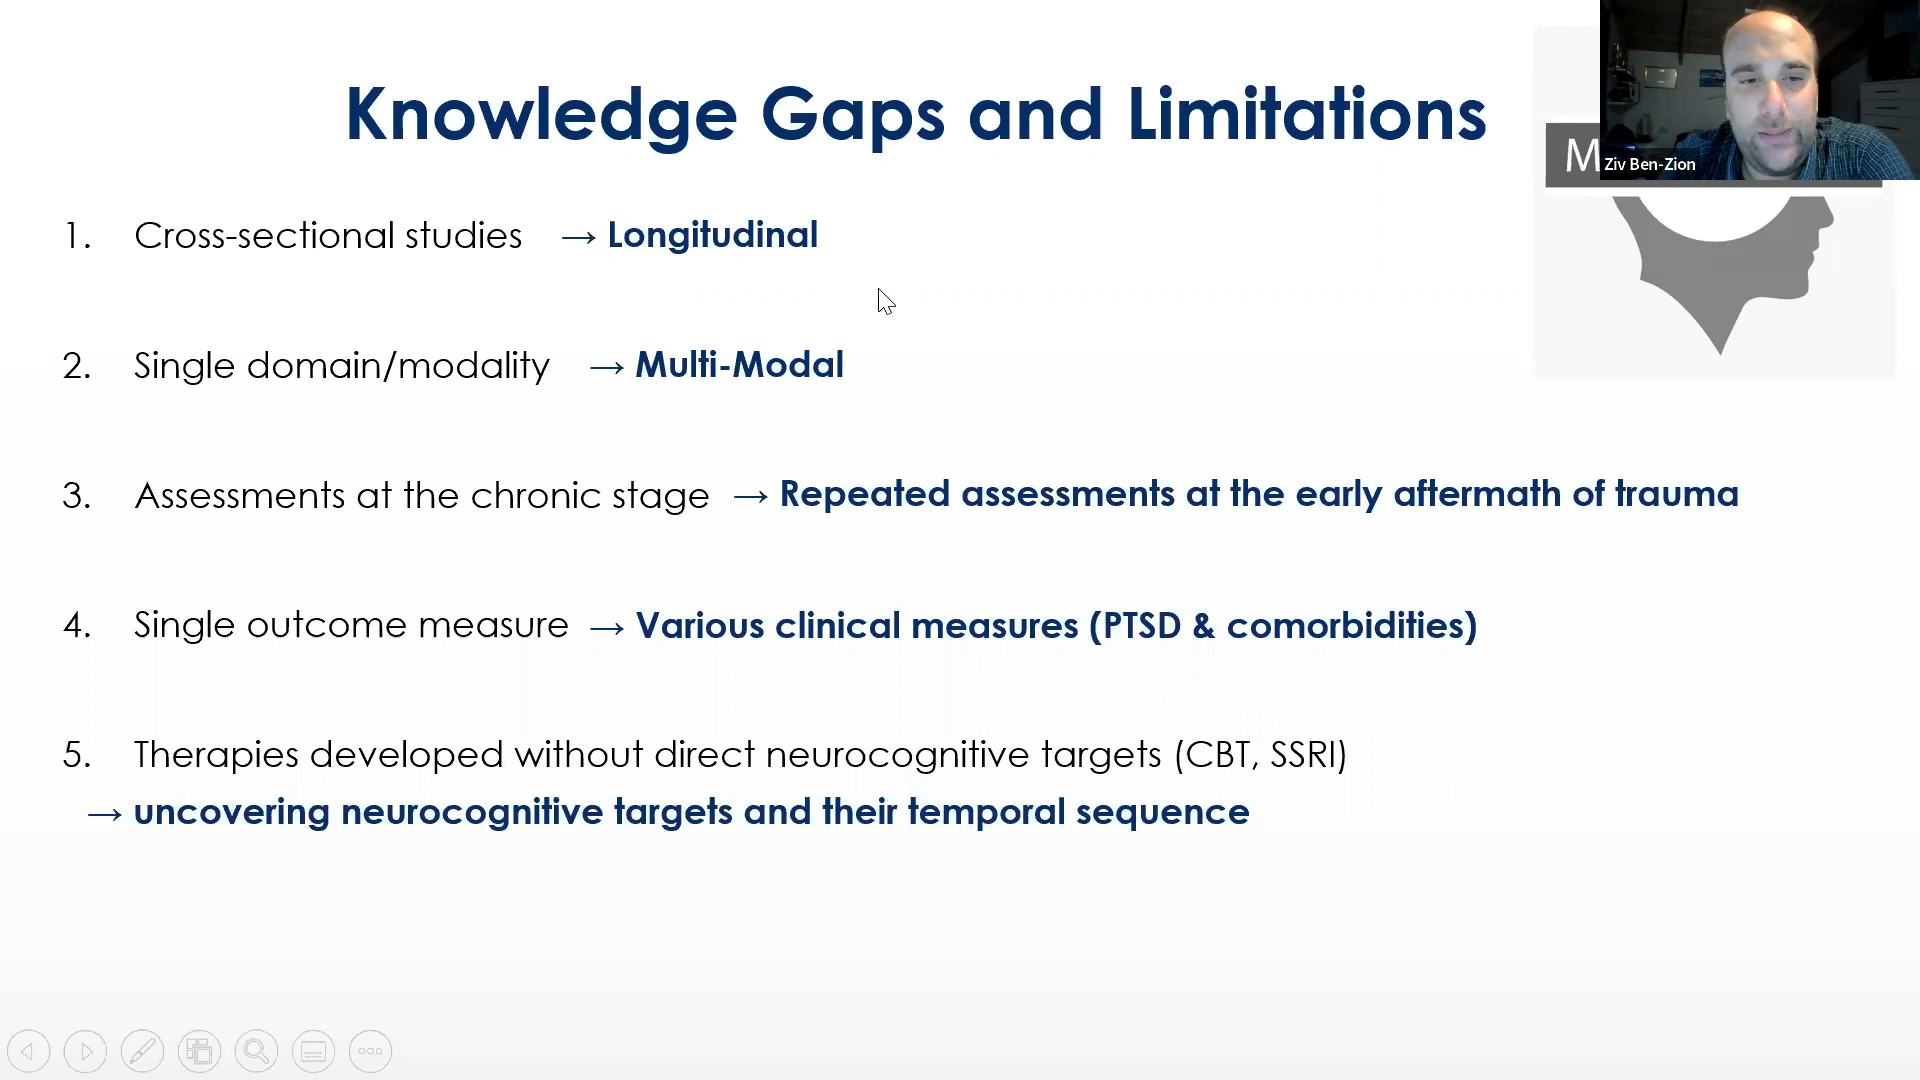 Knowledge Gaps and Limitations
M
Ziv Ben-Zion
1. Cross-sectional studies → Longitudinal
2. Single domain/modality → Multi-Modal
3. Assessments at the chronic stage → Repeated assessments at the early aftermath of trauma
4. Single outcome measure → Various clinical measures (PTSD & comorbidities)
5. Therapies developed without direct neurocognitive targets (CBT, SSRI)
→ uncovering neurocognitive targets and their temporal sequence